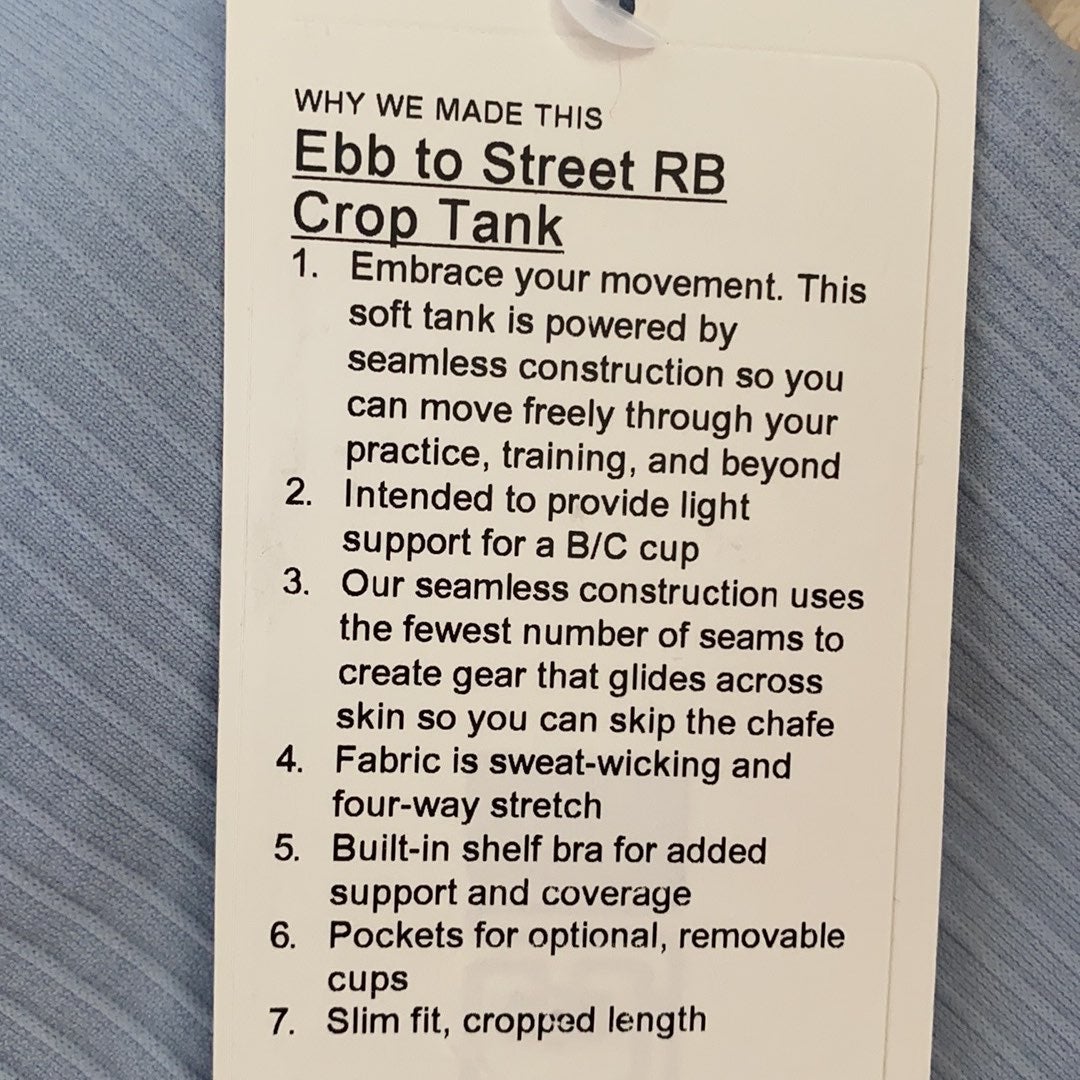 WHY WE MADE THIS
Ebb to Street RB
Crop Tank
1. Embrace your movement. This
soft tank is powered by
seamless construction so you
can move freely through your
practice, training, and beyond
2. Intended to provide light
support for a B/C cup
3. Our seamless construction uses
the fewest number of seams to
create gear that glides across
skin so you can skip the chafe
4. Fabric is sweat-wicking and
four-way stretch
5. Built-in shelf bra for added
support and coverage
6. Pockets for optional, removable
cups
7. Slim fit, cropped length